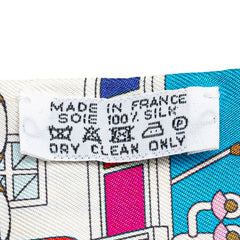 MADE IN FRANCE
SOIE 100% SILK
DRY CLEAN ONLY